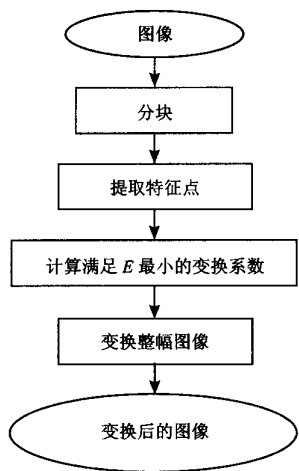 图像
分块
提取特征点
计算满足 E 最小的变换系数
变换整幅图像
变换后的图像